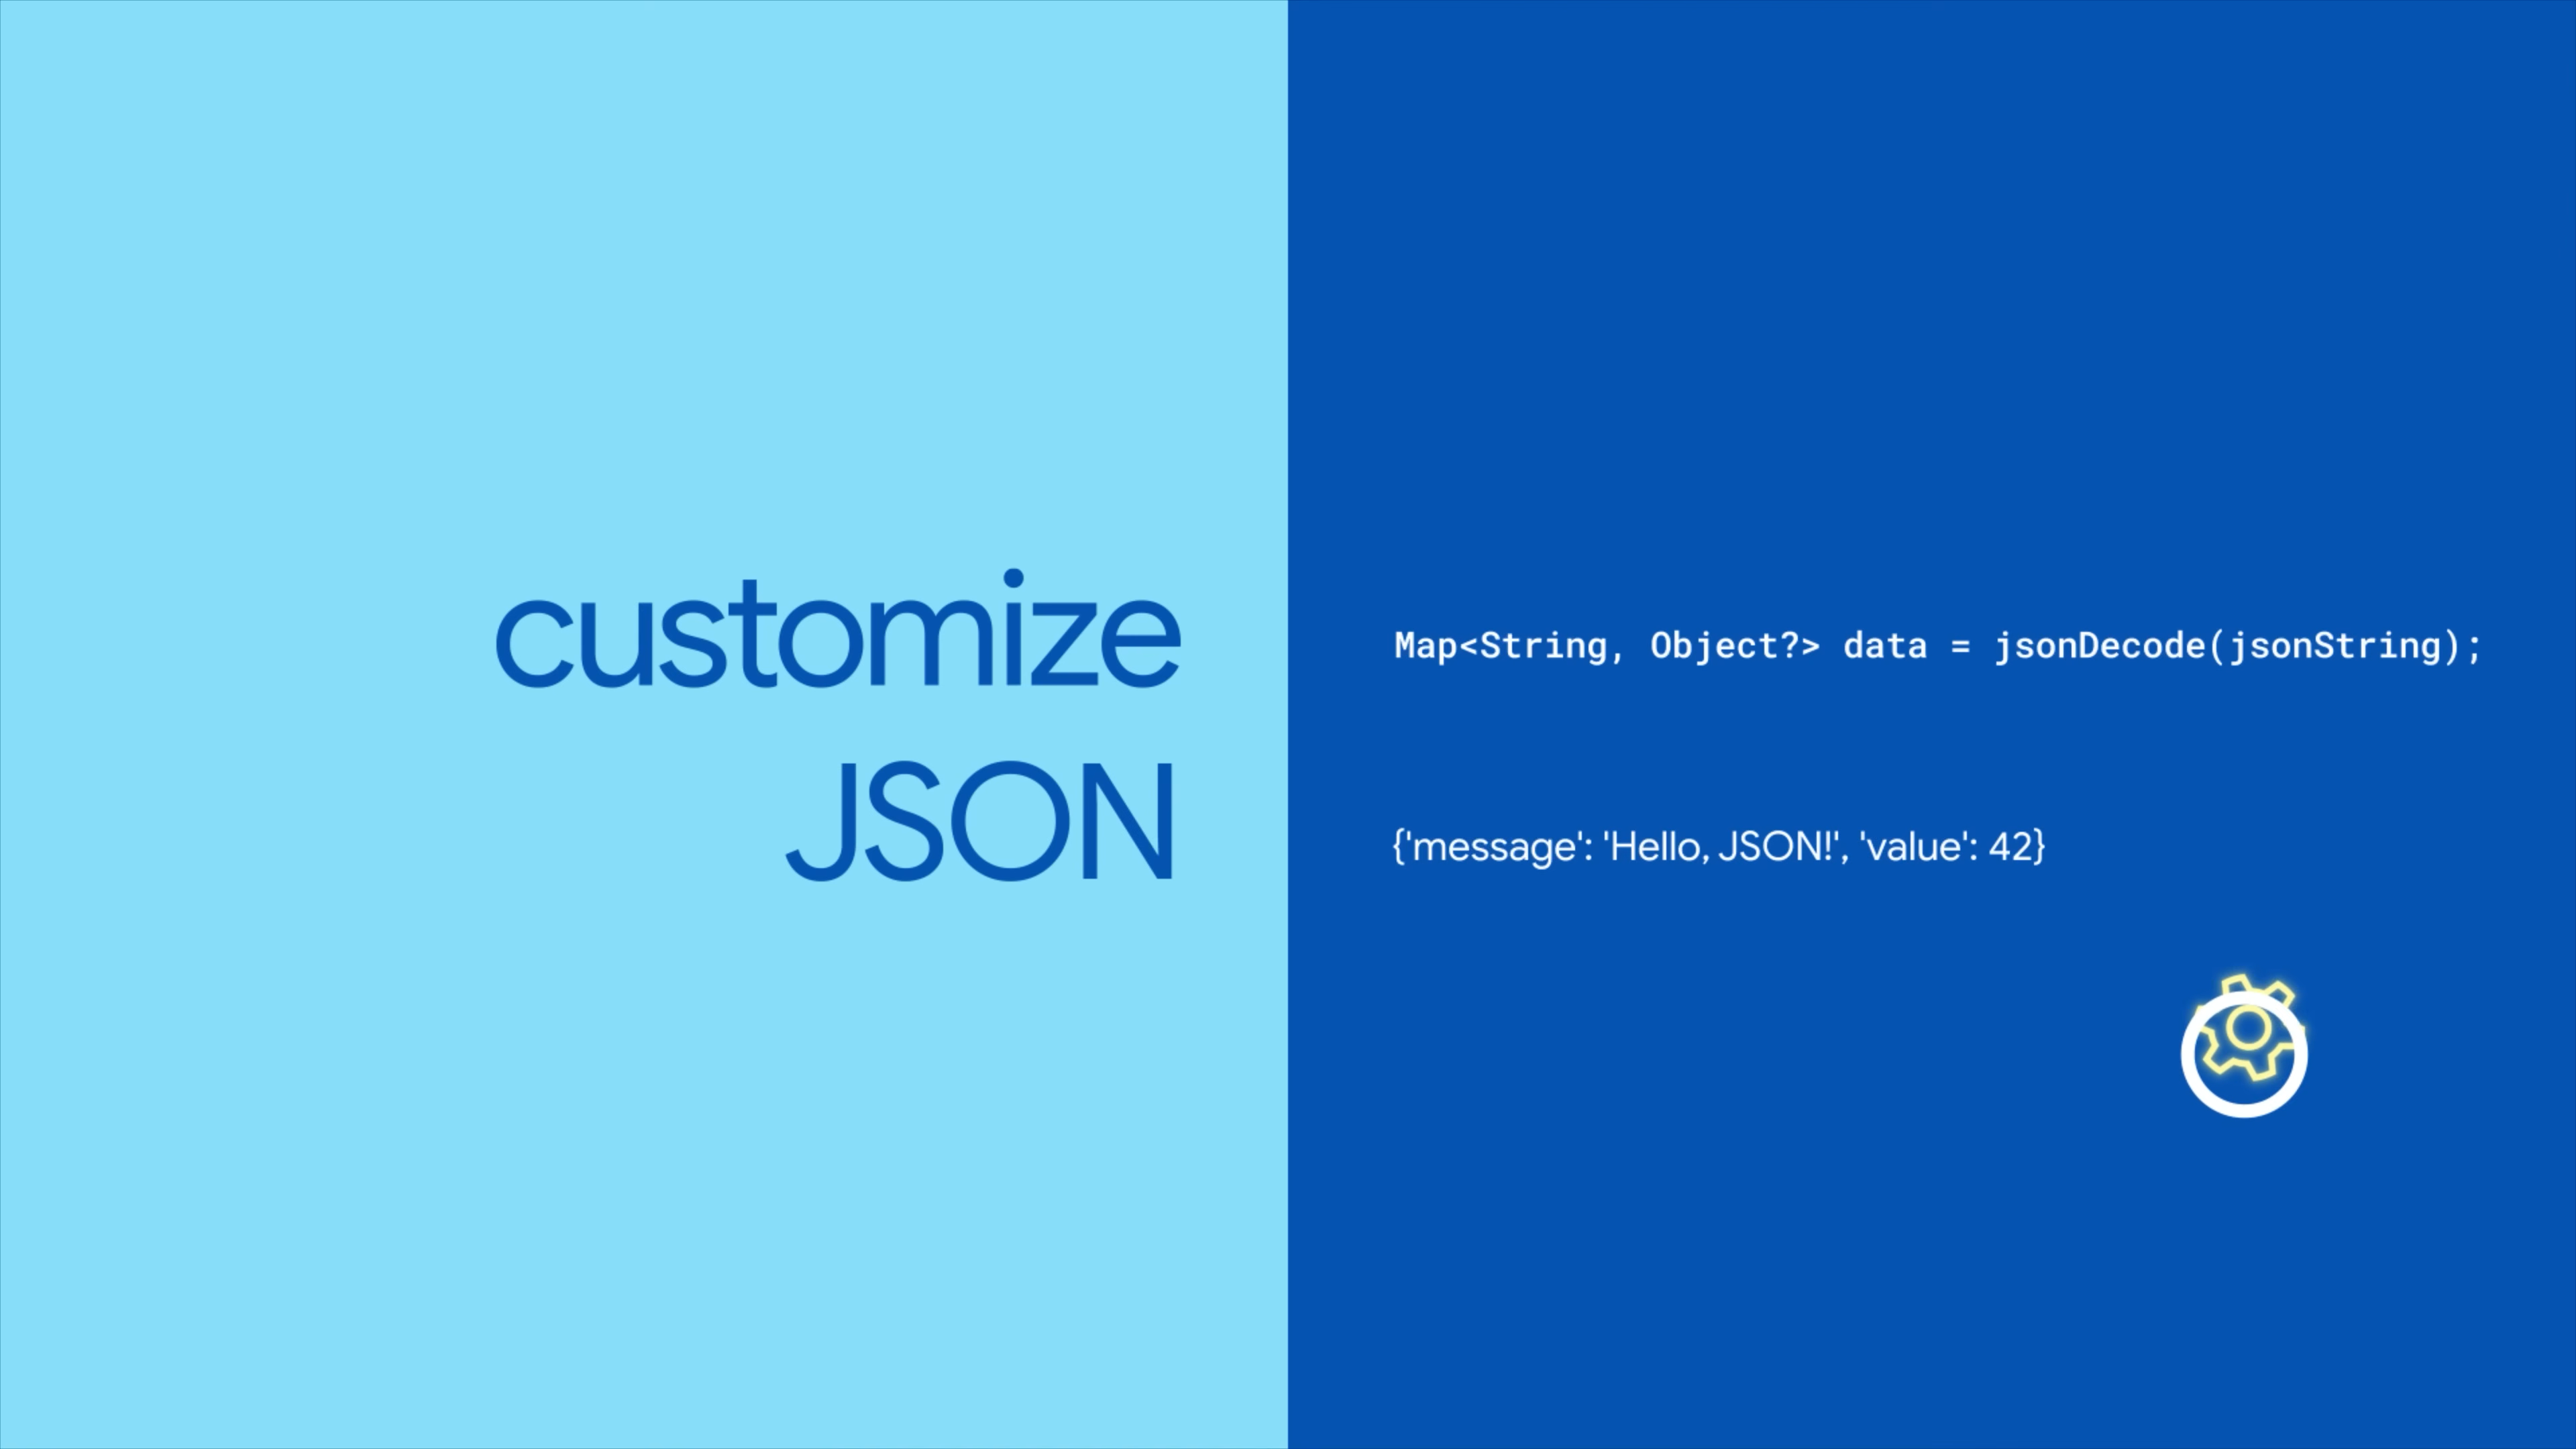 customize
JSON
Map<String, Object?> data = jsonDecode(jsonString);
{'message': 'Hello, JSON!', 'value': 42}